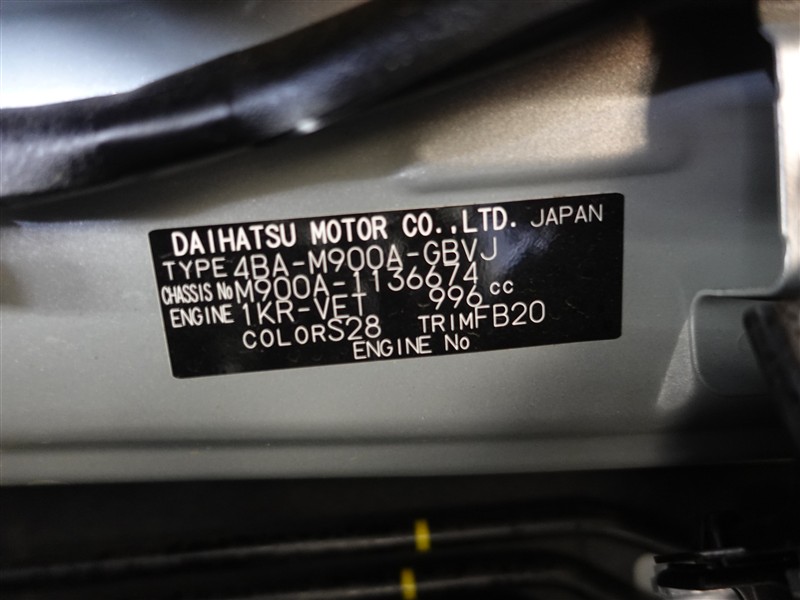 DAIHATSU MOTOR CO.,LTD. JAPAN
TYPE 4BA-M900A-GBVJ
CHASSIS No M900A-1136674
ENGINE 1KR-VET 996 cc
COLOR S28 TRIM FB20
ENGINE No